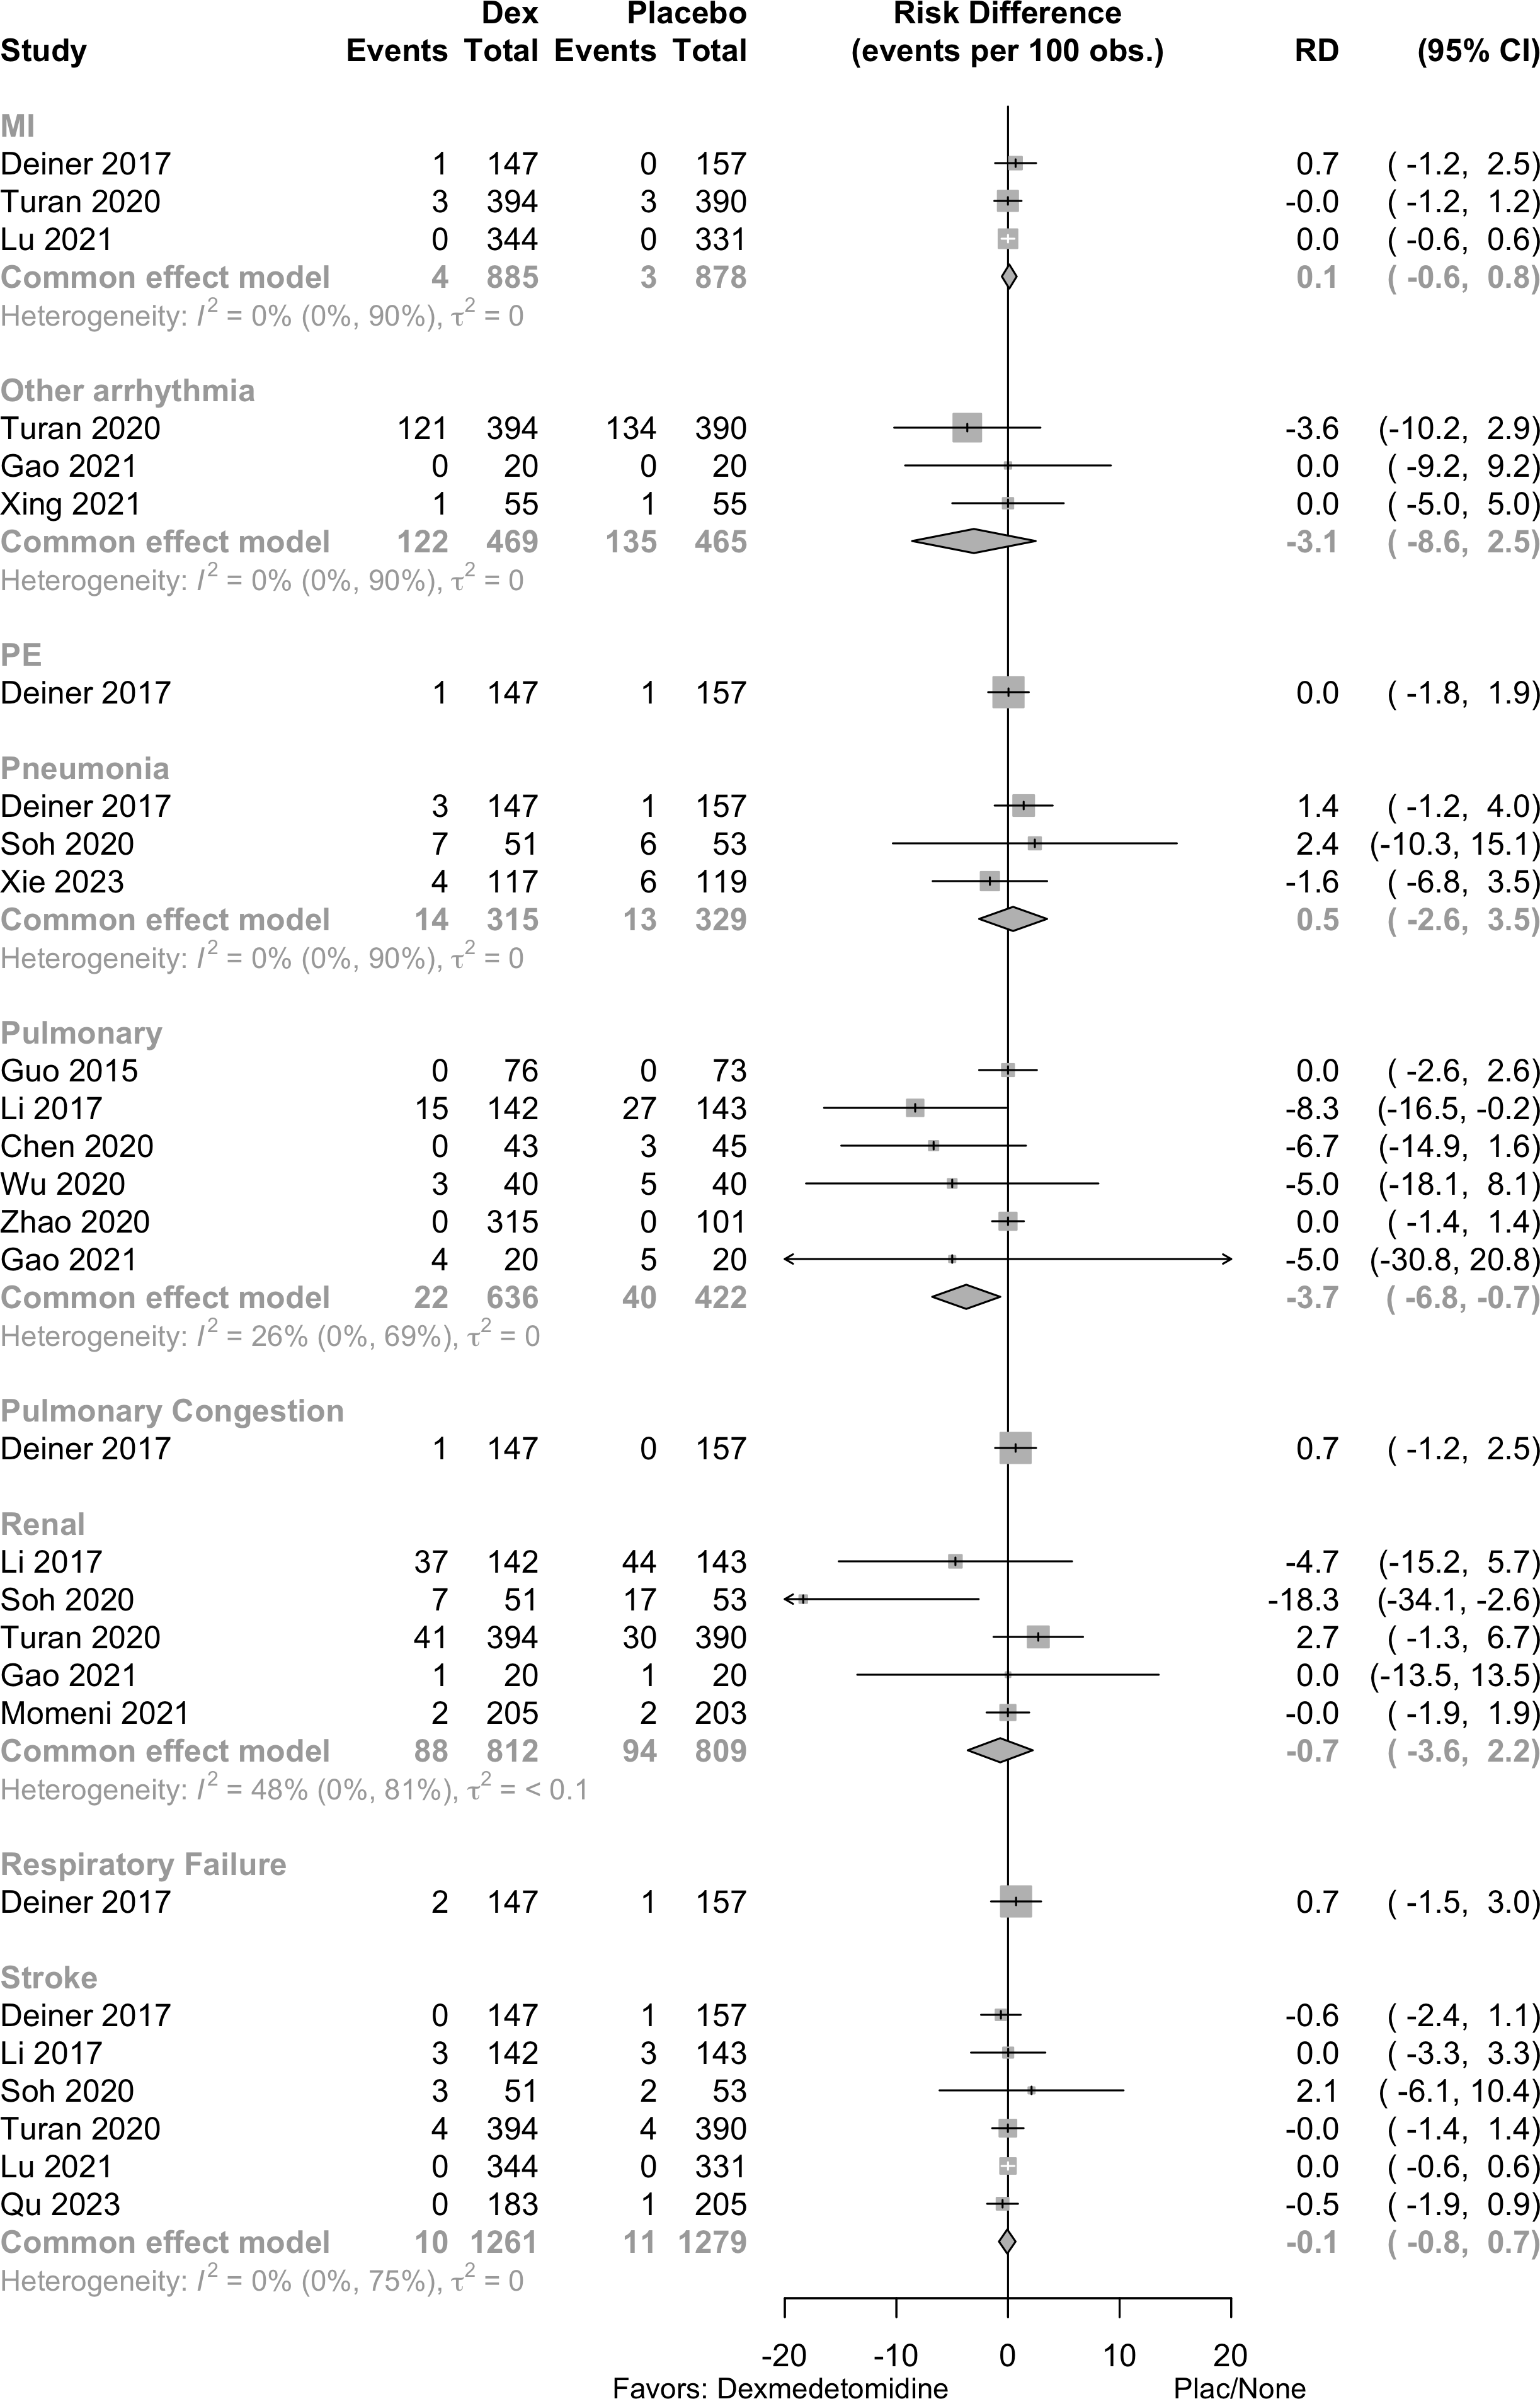 Dex Placebo Risk Difference
Study Events Total Events Total (events per 100 obs.) RD (95% CI)
MI
Deiner 2017 1 147 0 157 0.7 ( -1.2, 2.5)
Turan 2020 3 394 3 390 -0.0 ( -1.2, 1.2)
Lu 2021 0 344 0 331 0.0 ( -0.6, 0.6)
Common effect model 4 885 3 878 0.1 ( -0.6, 0.8)
Heterogeneity: I² = 0% (0%, 90%), τ² = 0
Other arrhythmia
Turan 2020 121 394 134 390 -3.6 (-10.2, 2.9)
Gao 2021 0 20 0 20 0.0 ( -9.2, 9.2)
Xing 2021 1 55 1 55 0.0 ( -5.0, 5.0)
Common effect model 122 469 135 465 -3.1 ( -8.6, 2.5)
Heterogeneity: I² = 0% (0%, 90%), τ² = 0
PE
Deiner 2017 1 147 1 157 0.0 ( -1.8, 1.9)
Pneumonia
Deiner 2017 3 147 1 157 1.4 ( -1.2, 4.0)
Soh 2020 7 51 6 53 2.4 (-10.3, 15.1)
Xie 2023 4 117 6 119 -1.6 ( -6.8, 3.5)
Common effect model 14 315 13 329 0.5 ( -2.6, 3.5)
Heterogeneity: I² = 0% (0%, 90%), τ² = 0
Pulmonary
Guo 2015 0 76 0 73 0.0 ( -2.6, 2.6)
Li 2017 15 142 27 143 -8.3 (-16.5, -0.2)
Chen 2020 0 43 3 45 -6.7 (-14.9, 1.6)
Wu 2020 3 40 5 40 -5.0 (-18.1, 8.1)
Zhao 2020 0 315 0 101 0.0 ( -1.4, 1.4)
Gao 2021 4 20 5 20 -5.0 (-30.8, 20.8)
Common effect model 22 636 40 422 -3.7 ( -6.8, -0.7)
Heterogeneity: I² = 26% (0%, 69%), τ² = 0
Pulmonary Congestion
Deiner 2017 1 147 0 157 0.7 ( -1.2, 2.5)
Renal
Li 2017 37 142 44 143 -4.7 (-15.2, 5.7)
Soh 2020 7 51 17 53 -18.3 (-34.1, -2.6)
Turan 2020 41 394 30 390 2.7 ( -1.3, 6.7)
Gao 2021 1 20 1 20 0.0 (-13.5, 13.5)
Momeni 2021 2 205 2 203 -0.0 ( -1.9, 1.9)
Common effect model 88 812 94 809 -0.7 ( -3.6, 2.2)
Heterogeneity: I² = 48% (0%, 81%), τ² = < 0.1
Respiratory Failure
Deiner 2017 2 147 1 157 0.7 ( -1.5, 3.0)
Stroke
Deiner 2017 0 147 1 157 -0.6 ( -2.4, 1.1)
Li 2017 3 142 3 143 0.0 ( -3.3, 3.3)
Soh 2020 3 51 2 53 2.1 ( -6.1, 10.4)
Turan 2020 4 394 4 390 -0.0 ( -1.4, 1.4)
Lu 2021 0 344 0 331 0.0 ( -0.6, 0.6)
Qu 2023 0 183 1 205 -0.5 ( -1.9, 0.9)
Common effect model 10 1261 11 1279 -0.1 ( -0.8, 0.7)
Heterogeneity: I² = 0% (0%, 75%), τ² = 0
-20 -10 0 10 20
Favors: Dexmedetomidine Plac/None